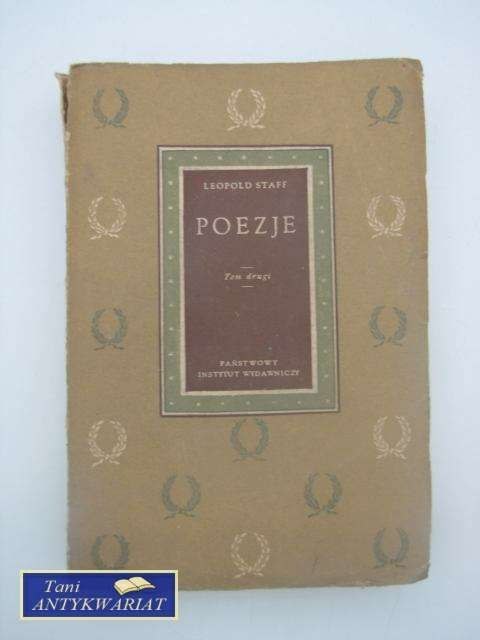 LEOPOLD STAFF
POEZJE
Tom drugi
PAŃSTWOWY
INSTYTUT WYDAWNICZY
Tani
ANTYKWARIAT